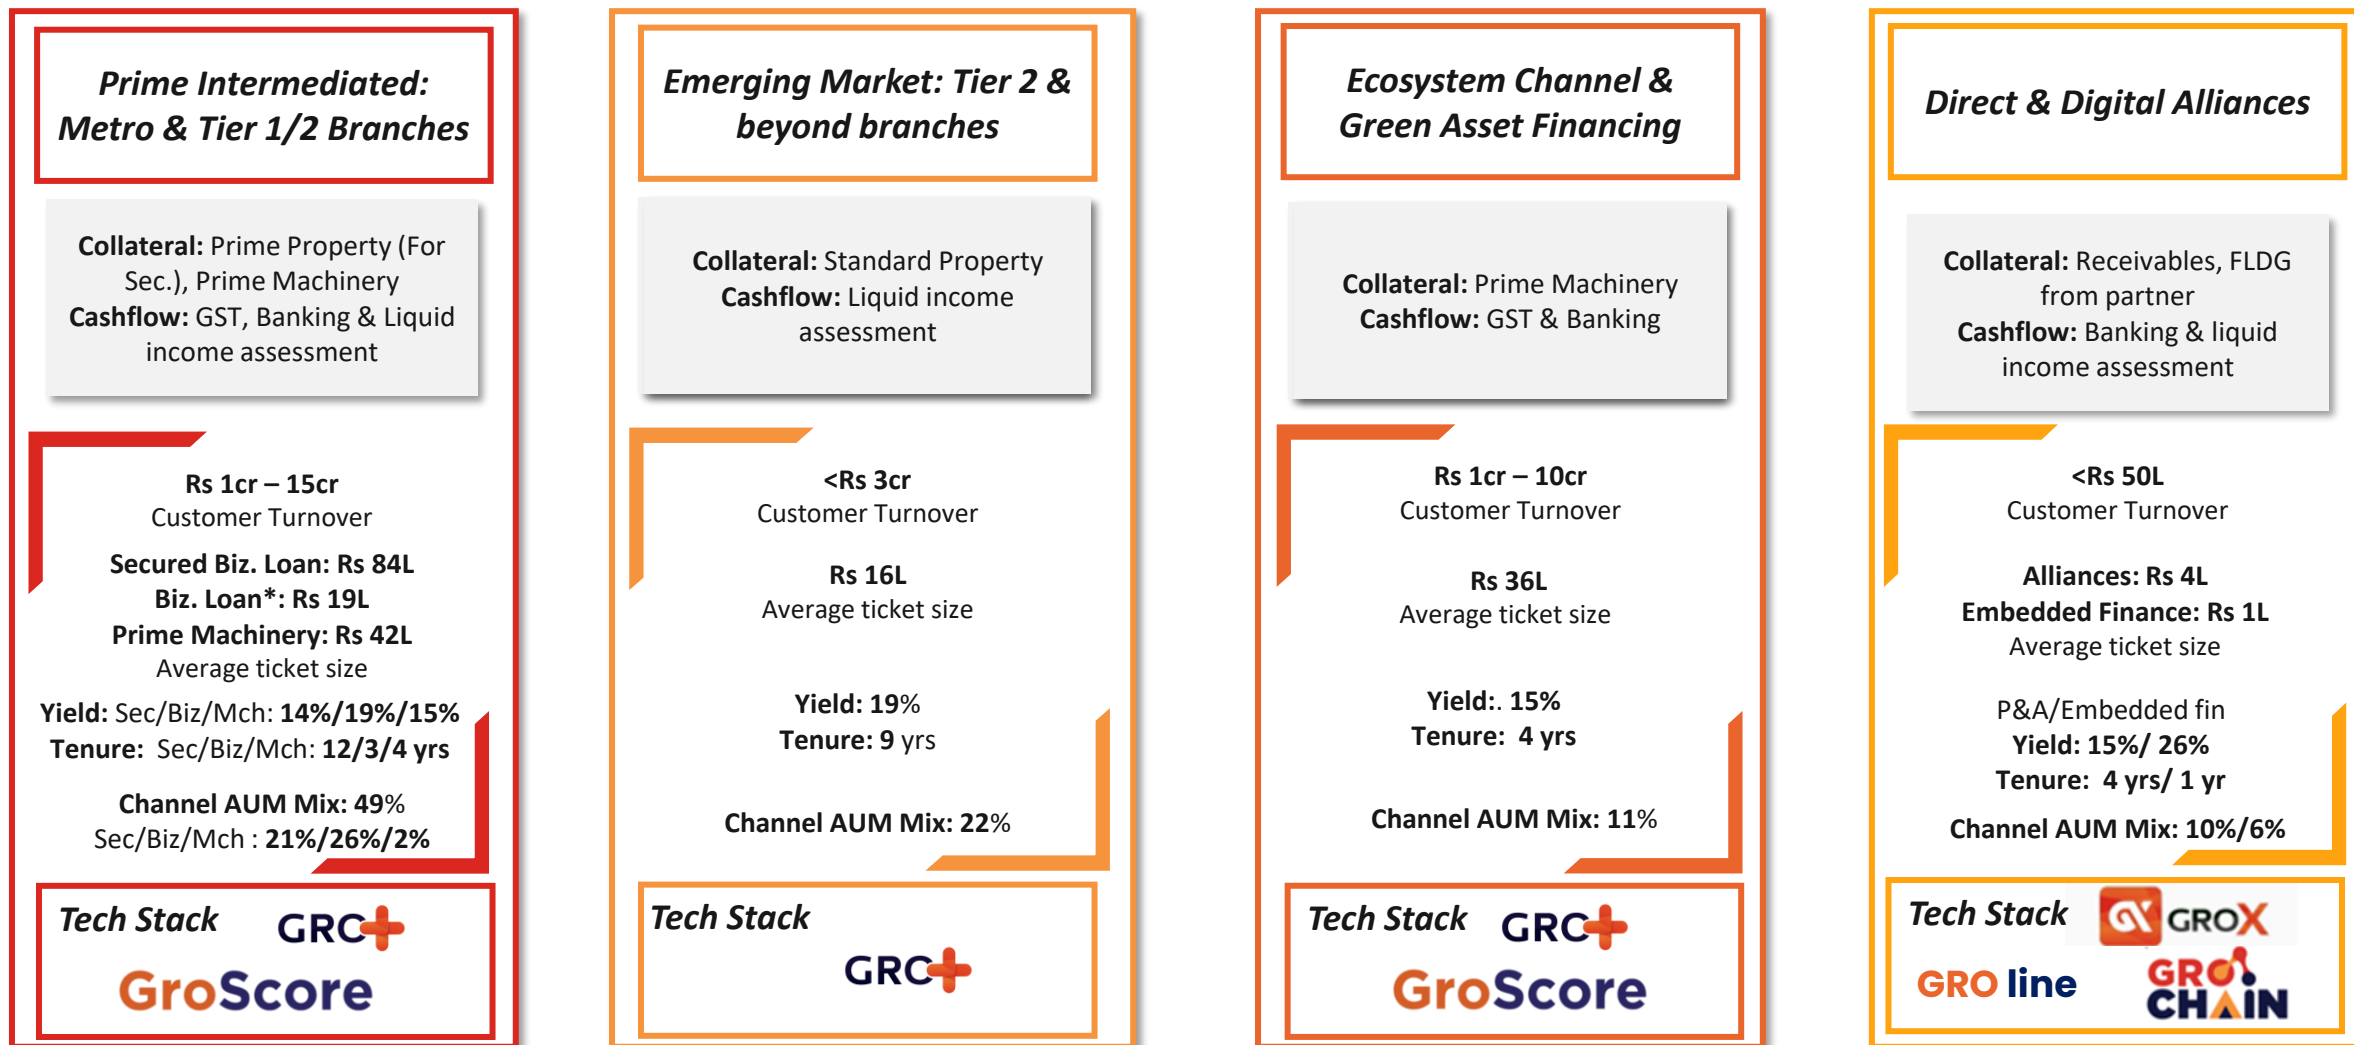 Prime Intermediated:
Metro & Tier 1/2 Branches
Collateral: Prime Property (For
Sec.), Prime Machinery
Cashflow: GST, Banking & Liquid
income assessment
Rs 1cr – 15cr
Customer Turnover
Secured Biz. Loan: Rs 84L
Biz. Loan*: Rs 19L
Prime Machinery: Rs 42L
Average ticket size
Yield: Sec/Biz/Mch: 14%/19%/15%
Tenure: Sec/Biz/Mch: 12/3/4 yrs
Channel AUM Mix: 49%
Sec/Biz/Mch : 21%/26%/2%
Tech Stack
GRO+
GroScore
Emerging Market: Tier 2 &
beyond branches
Collateral: Standard Property
Cashflow: Liquid income
assessment
<Rs 3cr
Customer Turnover
Rs 16L
Average ticket size
Yield: 19%
Tenure: 9 yrs
Channel AUM Mix: 22%
Tech Stack
GRO+
Ecosystem Channel &
Green Asset Financing
Collateral: Prime Machinery
Cashflow: GST & Banking
Rs 1cr – 10cr
Customer Turnover
Rs 36L
Average ticket size
Yield:. 15%
Tenure: 4 yrs
Channel AUM Mix: 11%
Tech Stack
GRO+
GroScore
Direct & Digital Alliances
Collateral: Receivables, FLDG
from partner
Cashflow: Banking & liquid
income assessment
<Rs 50L
Customer Turnover
Alliances: Rs 4L
Embedded Finance: Rs 1L
Average ticket size
P&A/Embedded fin
Yield: 15%/ 26%
Tenure: 4 yrs/ 1 yr
Channel AUM Mix: 10%/6%
Tech Stack
GROX
GRO line
GRO
CHAIN